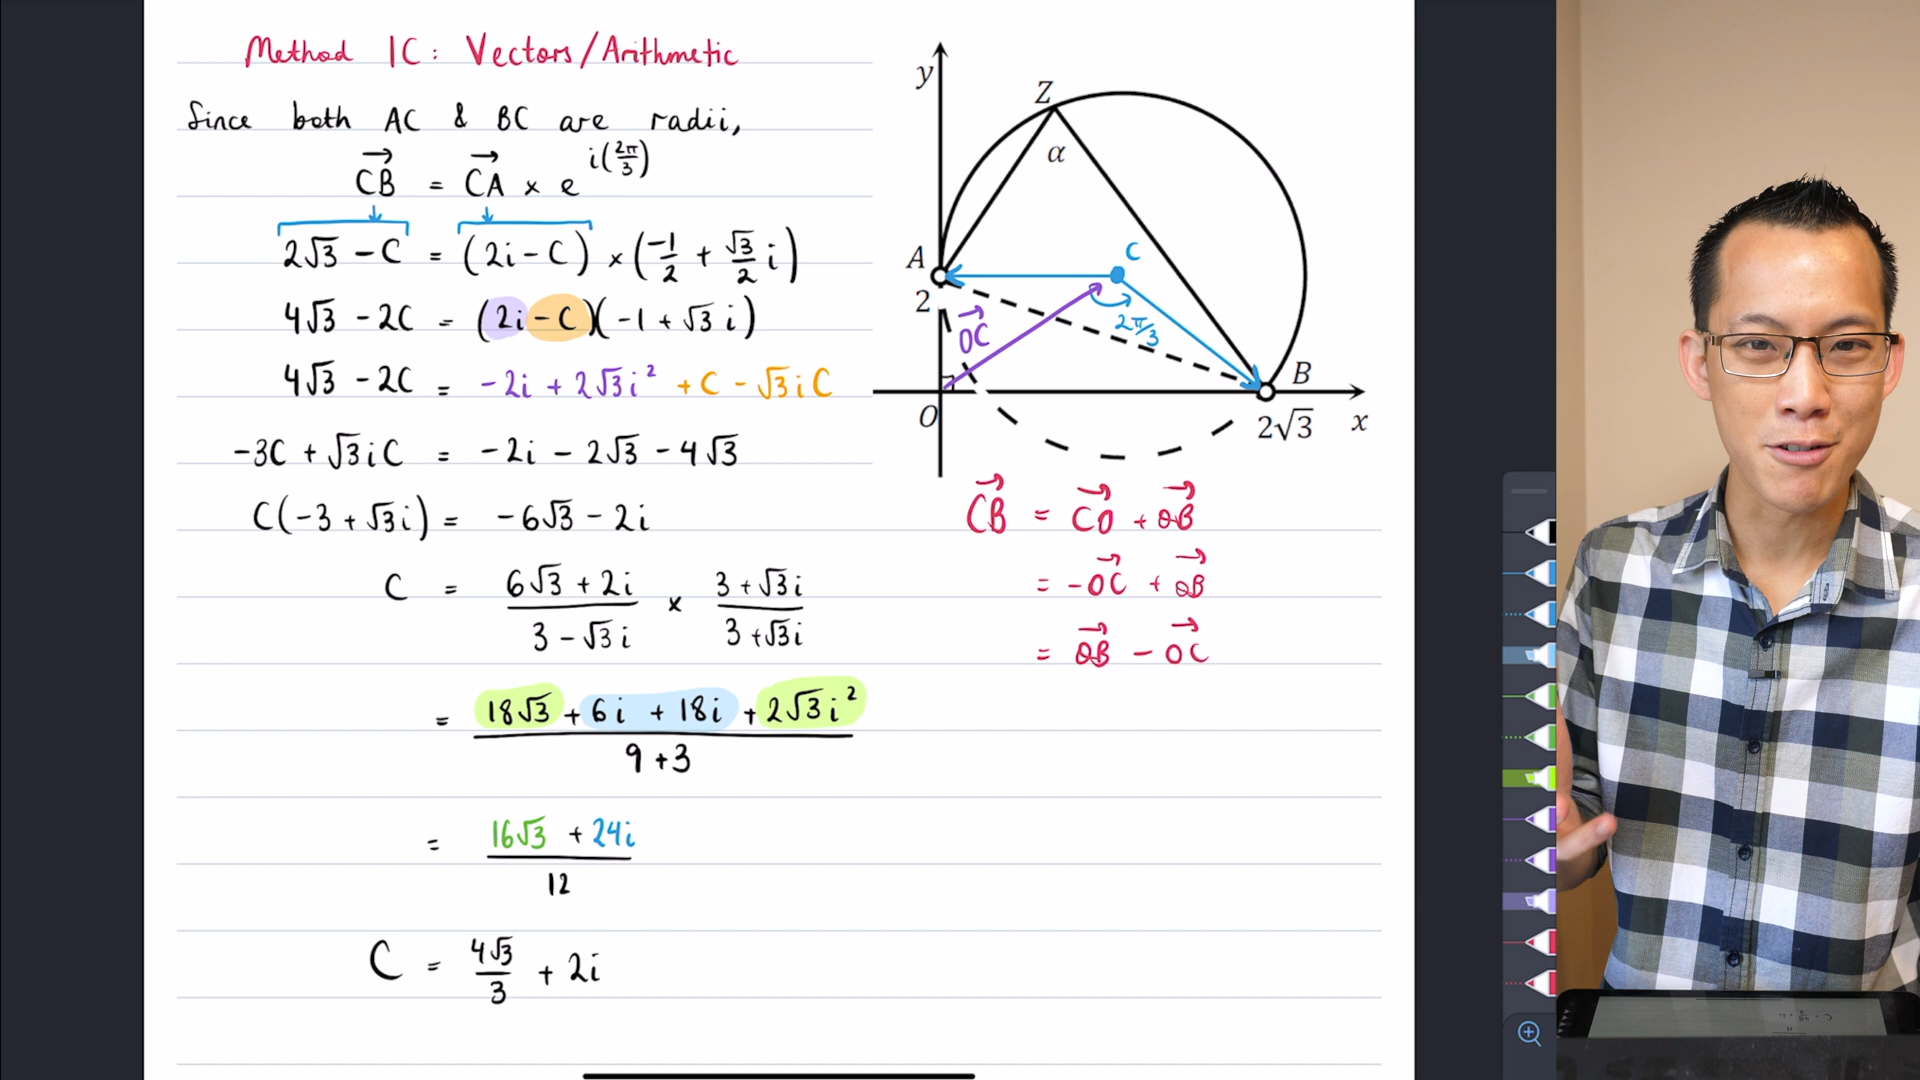 Method 1C: Vectors/Arithmetic
Since both AC & BC are radii,
CB→ = CA→ × e^i(2π/3)
2√3 − C = (2i − C) × (−1/2 + √3/2 i)
4√3 − 2C = (2i − C)(−1 + √3 i)
4√3 − 2C = −2i + 2√3i² + C − √3iC
−3C + √3iC = −2i − 2√3 − 4√3
C(−3 + √3i) = −6√3 − 2i
C = (6√3 + 2i)/(3 − √3i) × (3 + √3i)/(3 + √3i)
= (18√3 + 6i + 18i + 2√3i²)/(9 + 3)
= (16√3 + 24i)/12
C = 4√3/3 + 2i
y
Z
α
A
2
C
2π/3
OC→
O
B
2√3
x
CB→ = CO→ + OB→
= −OC→ + OB→
= OB→ − OC→